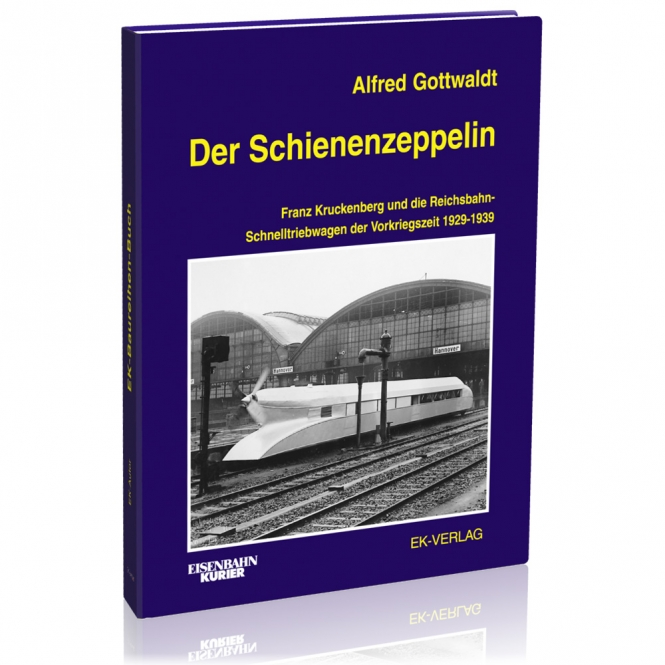 Alfred Gottwaldt
Der Schienenzeppelin
Franz Kruckenberg und die Reichsbahn-
Schnelltriebwagen der Vorkriegszeit 1929-1939
Hannover
Hannover
EISENBAHN
KURIER
EK-VERLAG
EK-Baureihen-Buch